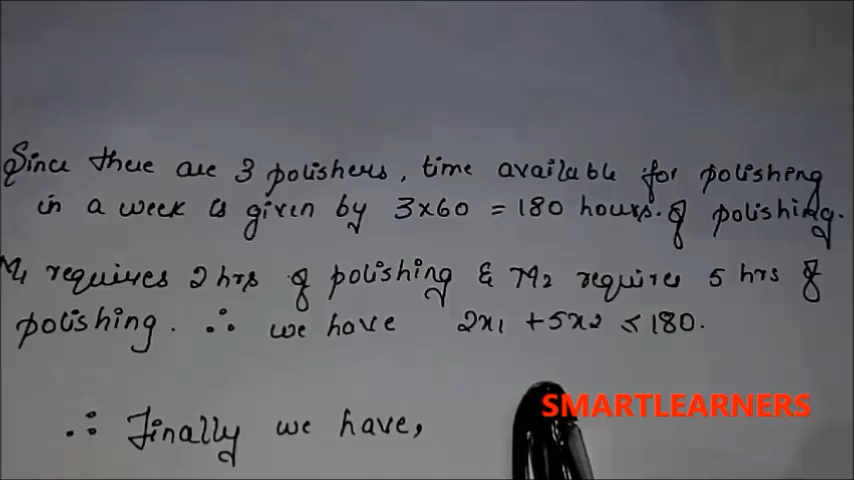 Since there are 3 polishers, time available for polishing
in a week is given by 3x60 = 180 hours. of polishing.
M1 requires 2 hrs of polishing & M2 requires 5 hrs of
polishing. ∴ we have 2x1 + 5x2 ≤ 180.
SMARTLEARNERS
∴ Finally we have,